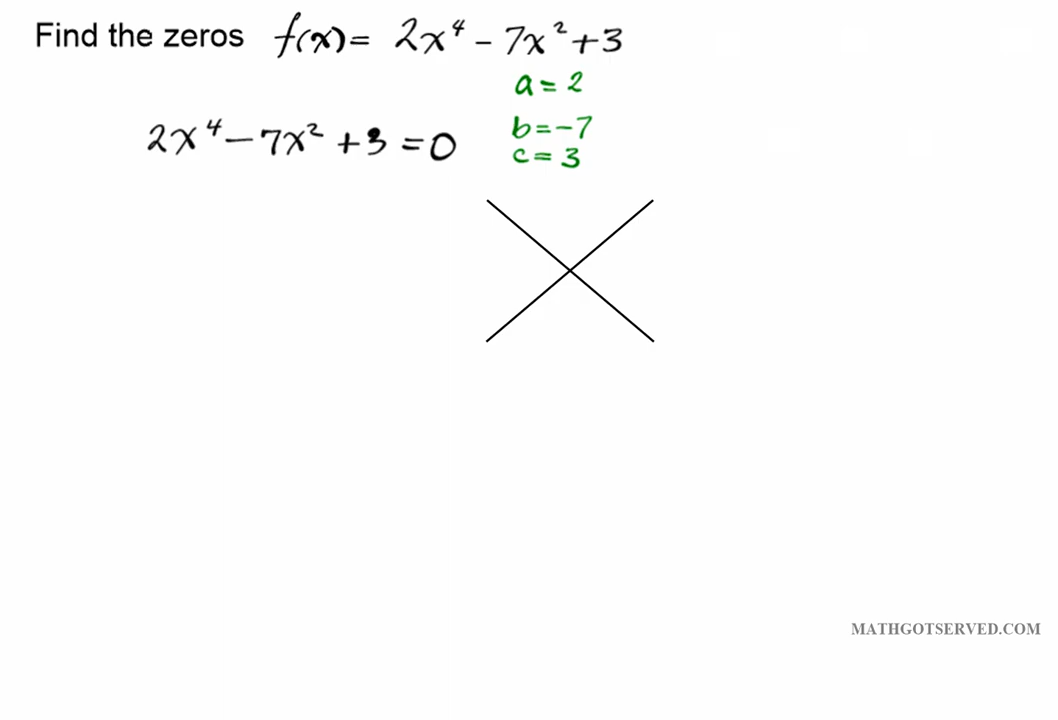 Find the zeros f(x) = 2x⁴ - 7x² + 3
a = 2
b = -7
2x⁴ - 7x² + 3 = 0
c = 3
MATHGOTSERVED.COM